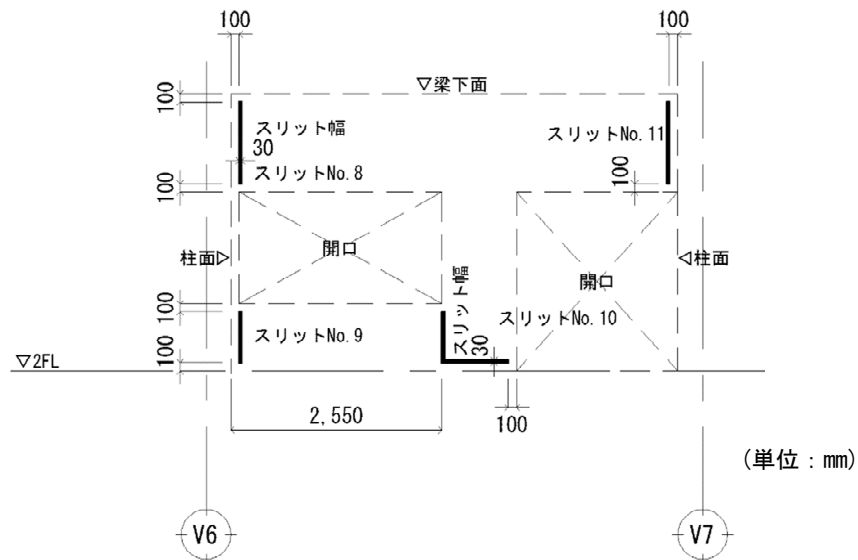 100
100
▽梁下面
100
スリット幅
30
スリットNo.8
スリットNo.11
100
100
柱面▷
開口
◁柱面
開口
スリット幅
30
100
スリットNo.9
スリットNo.10
100
▽2FL
2,550
100
(単位:mm)
V6
V7